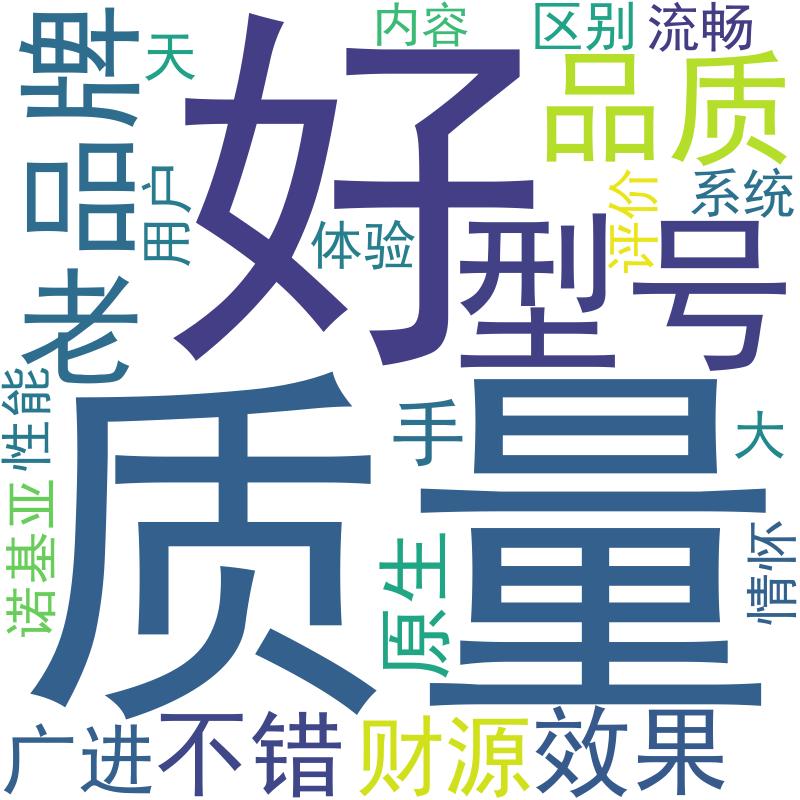 内容
区别
流畅
天
好
品质
品牌
用户
体验
评价
系统
型号
老
性能
质量
手
大
诺基亚
原生
情怀
广进
不错
财源
效果